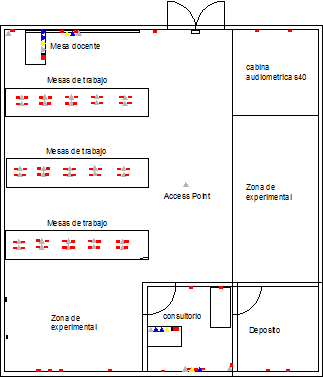 Mesa docente
cabina
audiometrica s40
Mesas de trabajo
Mesas de trabajo
Zona de
experimental
Access Point
Mesas de trabajo
Zona de
experimental
consultorio
Deposito